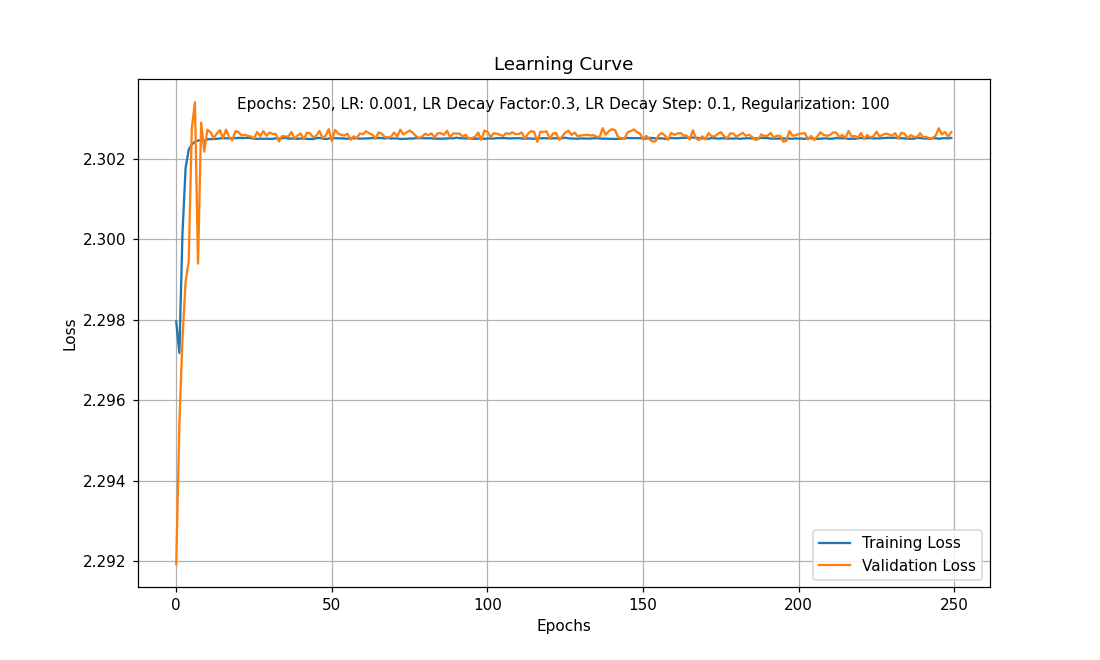 Learning Curve
Epochs: 250, LR: 0.001, LR Decay Factor:0.3, LR Decay Step: 0.1, Regularization: 100
2.302
2.300
2.298
2.296
2.294
2.292
Loss
Training Loss
Validation Loss
0 50 100 150 200 250
Epochs